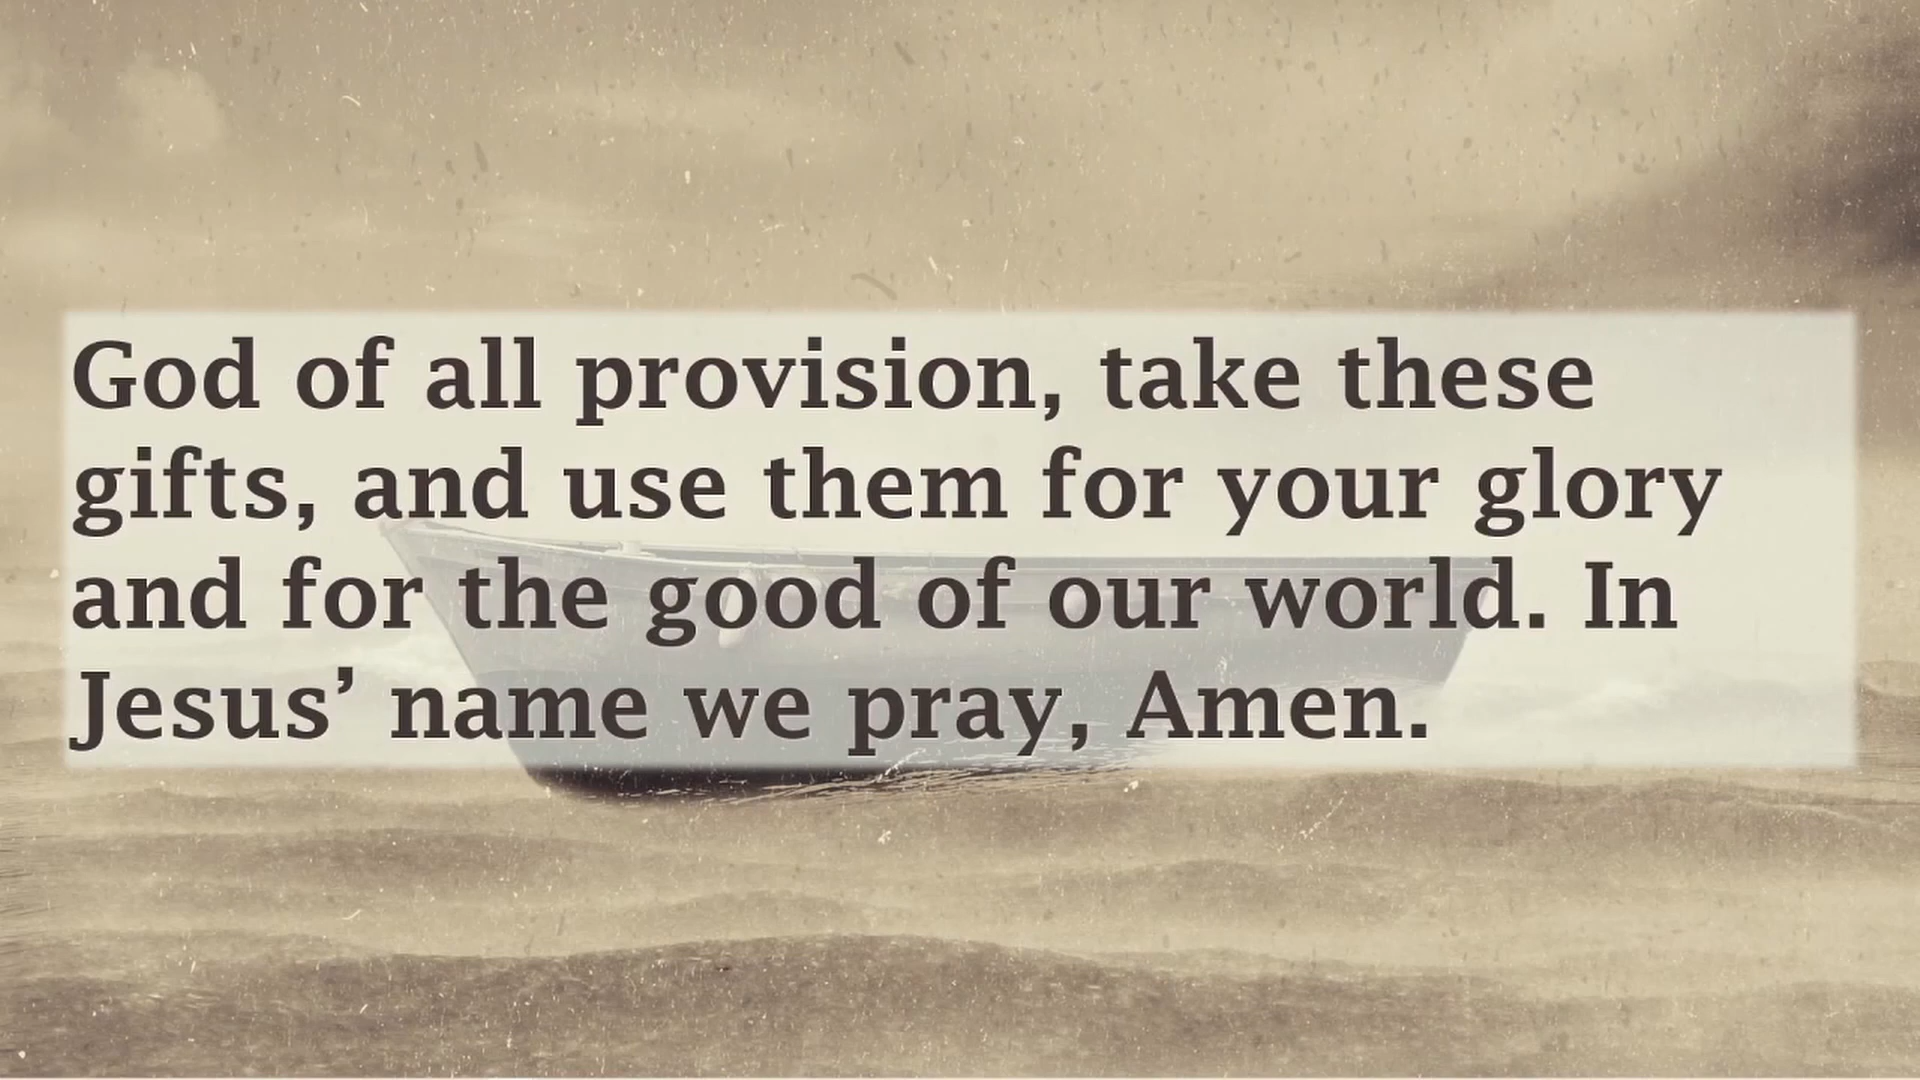 God of all provision, take these
gifts, and use them for your glory
and for the good of our world. In
Jesus’ name we pray, Amen.